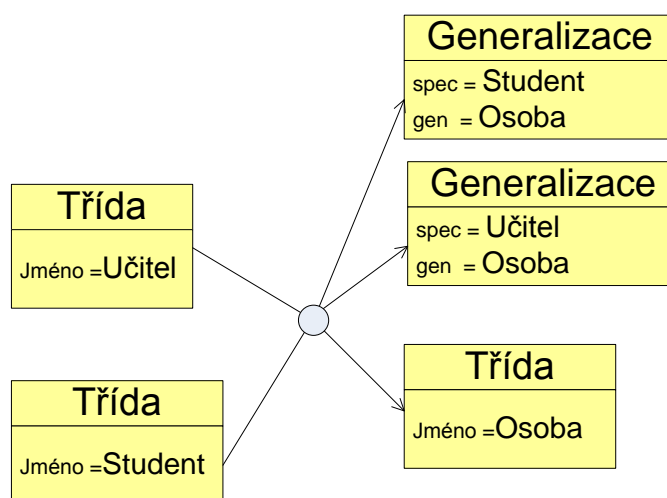 Generalizace
spec = Student
gen = Osoba
Generalizace
spec = Učitel
gen = Osoba
Třída
Jméno =Učitel
Třída
Jméno =Osoba
Třída
Jméno =Student